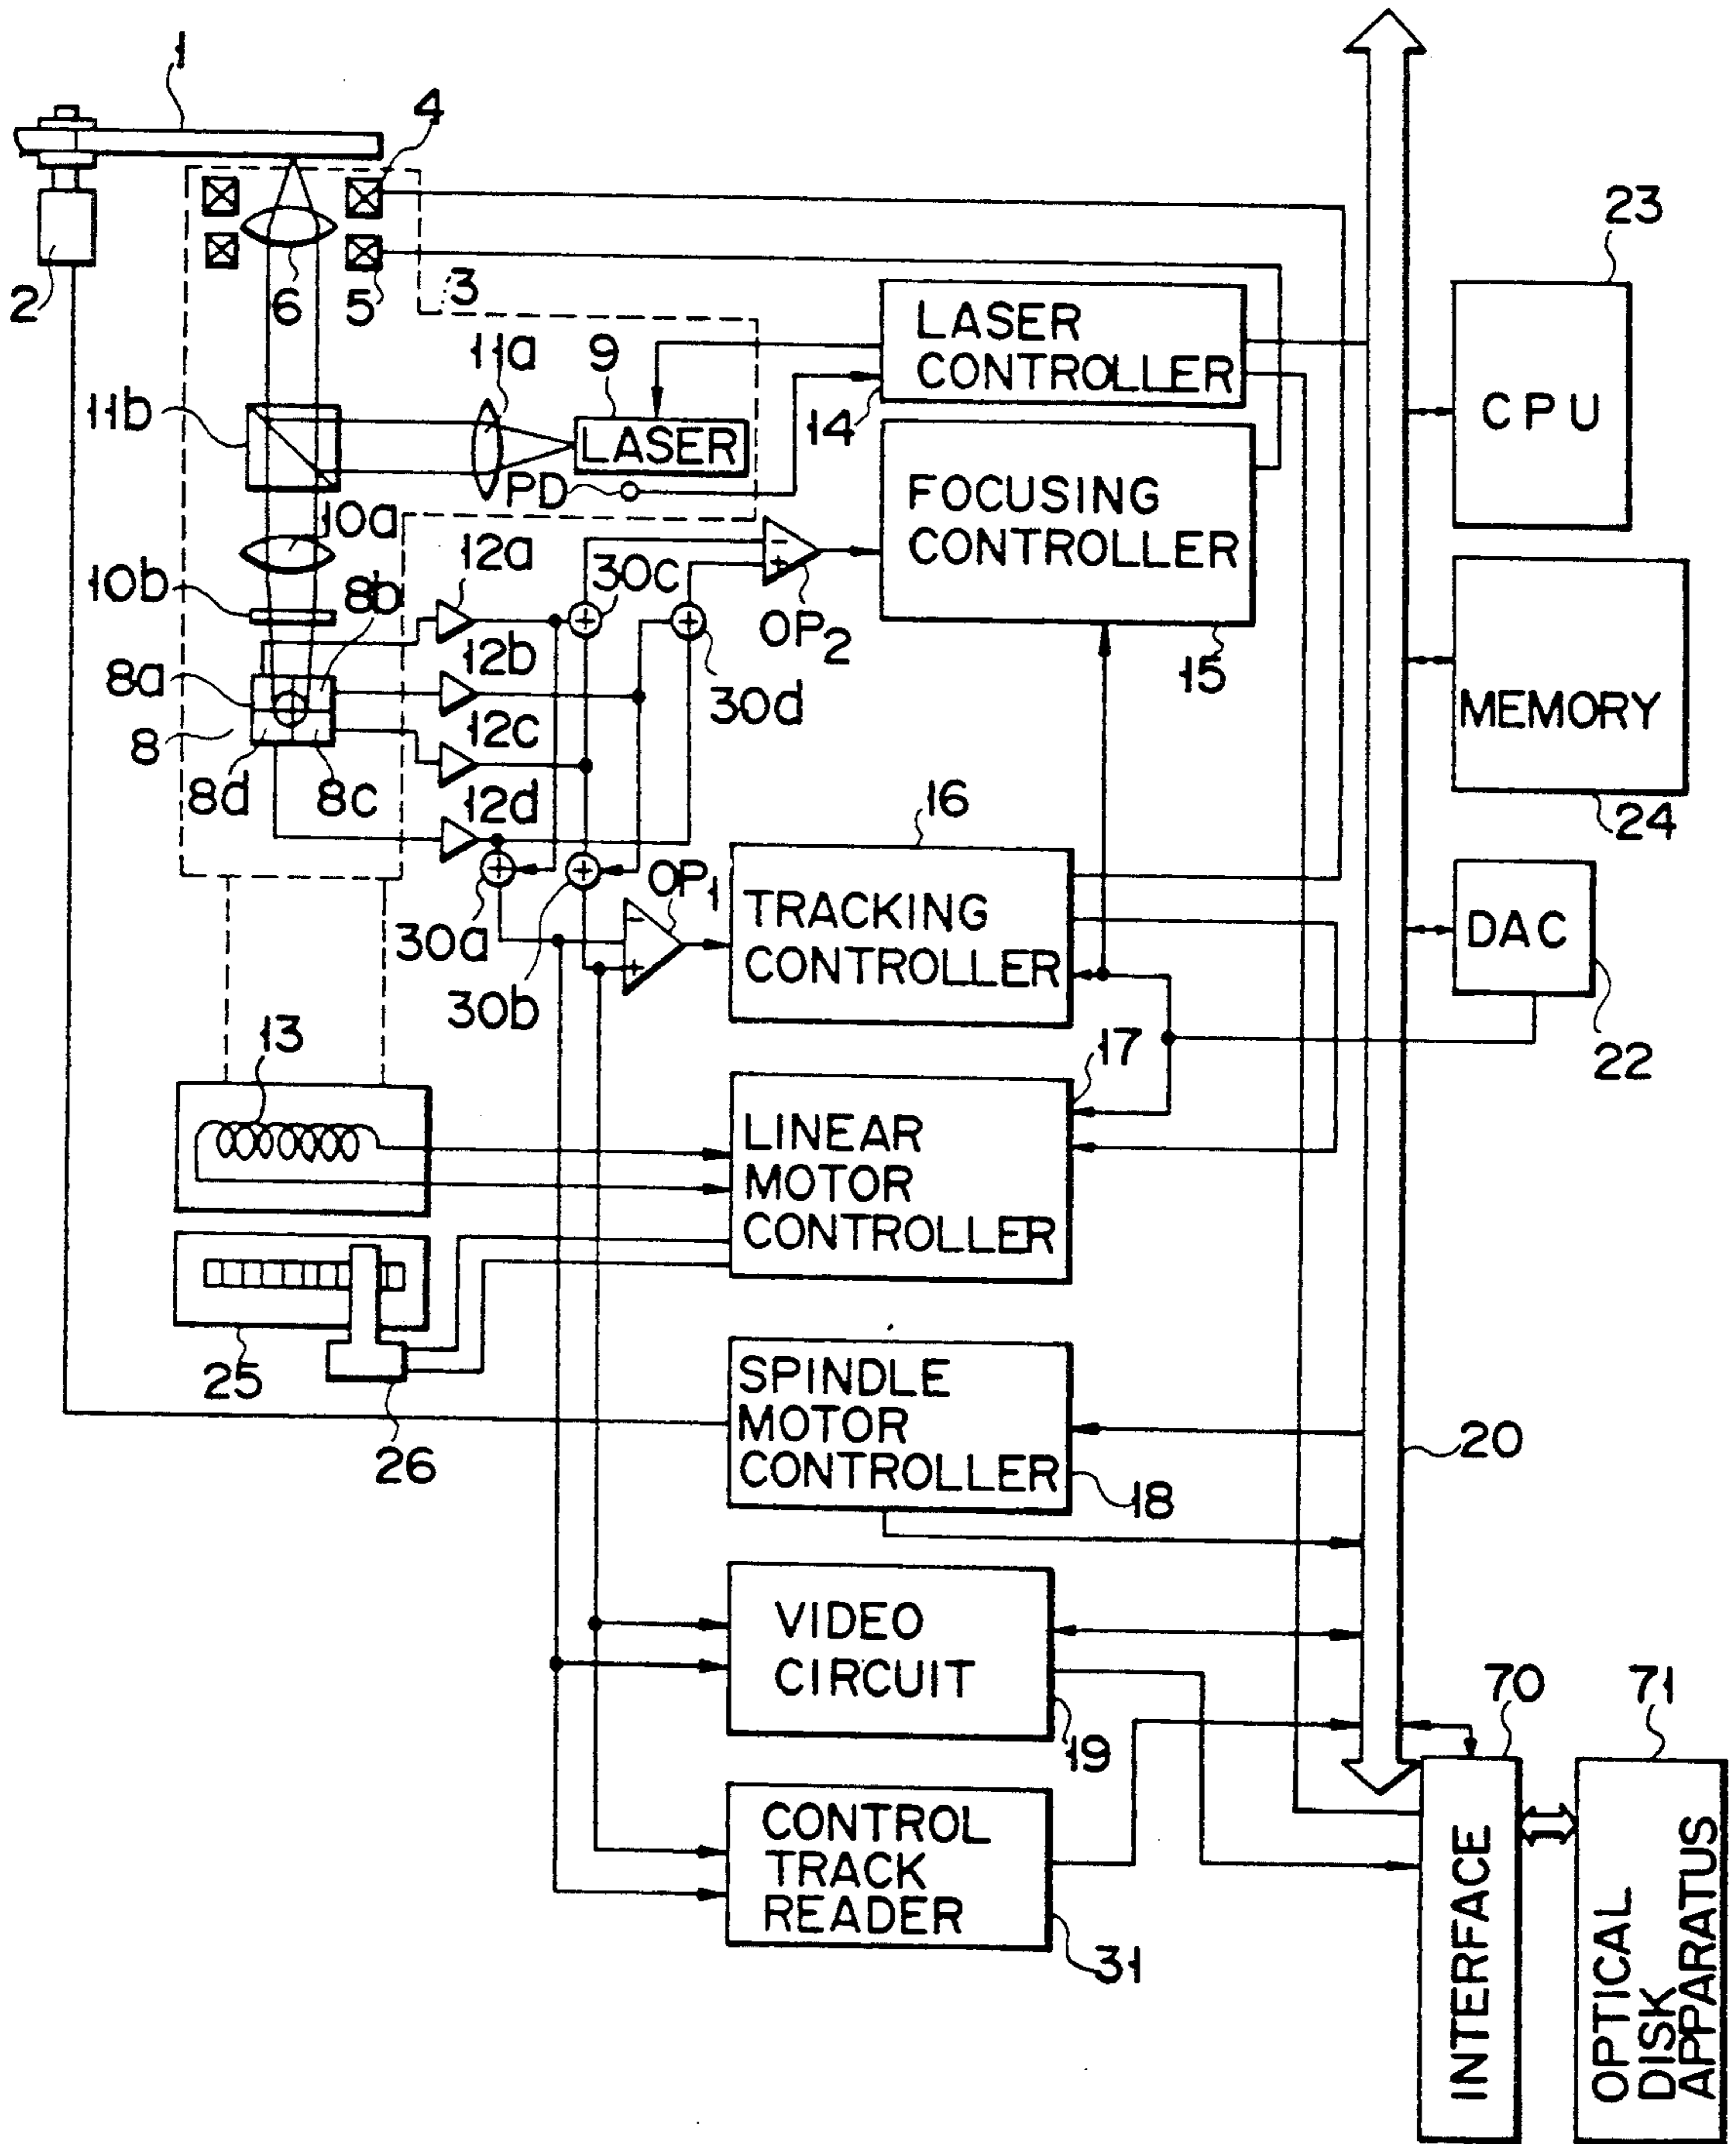 1
4
2
6
5
3
11a
9
LASER
CONTROLLER
14
23
CPU
11b
LASER
PD
FOCUSING
CONTROLLER
15
10a
10b
8b
12a
30c
OP2
12b
30d
8a
8
12c
8d
8c
12d
MEMORY
24
16
OP1
TRACKING
CONTROLLER
30a
30b
DAC
22
13
17
LINEAR
MOTOR
CONTROLLER
25
26
SPINDLE
MOTOR
CONTROLLER
18
20
VIDEO
CIRCUIT
19
70
71
CONTROL
TRACK
READER
31
INTERFACE
OPTICAL
DISK
APPARATUS